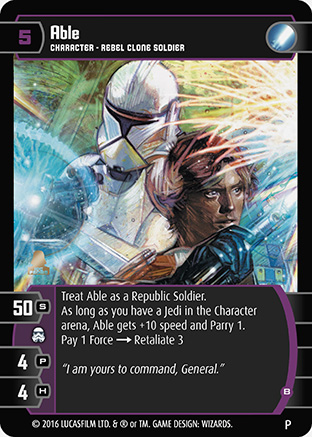 5
Able
CHARACTER • REBEL CLONE SOLDIER
50 S
Treat Able as a Republic Soldier.
As long as you have a Jedi in the Character
arena, Able gets +10 speed and Parry 1.
Pay 1 Force → Retaliate 3
4 P
“I am yours to command, General.”
4 H
B
© 2016 LUCASFILM LTD. & ® or TM. GAME DESIGN: WIZARDS.
P